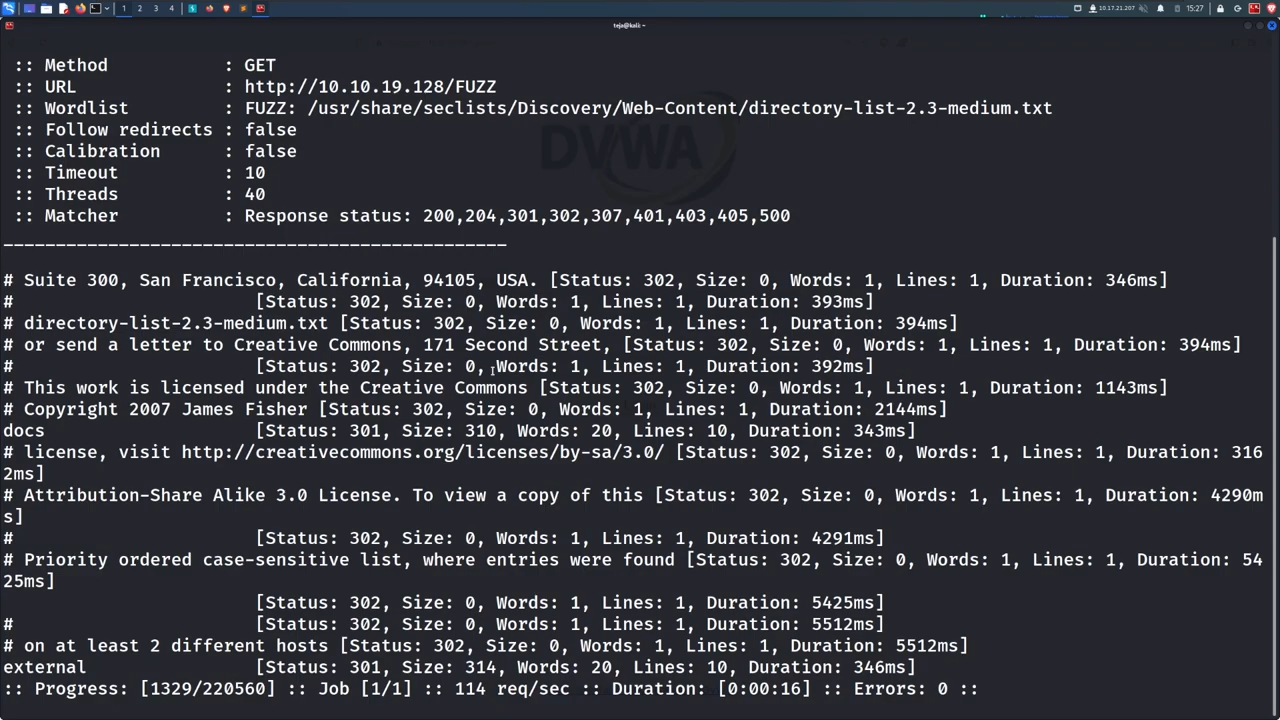 1 2 3 4 10.17.21.207 15:27
teja@kali: ~
:: Method : GET
:: URL : http://10.10.19.128/FUZZ
:: Wordlist : FUZZ: /usr/share/seclists/Discovery/Web-Content/directory-list-2.3-medium.txt
:: Follow redirects : false
:: Calibration : false
:: Timeout : 10
:: Threads : 40
:: Matcher : Response status: 200,204,301,302,307,401,403,405,500
DVWA
________________________________________________
# Suite 300, San Francisco, California, 94105, USA. [Status: 302, Size: 0, Words: 1, Lines: 1, Duration: 346ms]
# [Status: 302, Size: 0, Words: 1, Lines: 1, Duration: 393ms]
# directory-list-2.3-medium.txt [Status: 302, Size: 0, Words: 1, Lines: 1, Duration: 394ms]
# or send a letter to Creative Commons, 171 Second Street, [Status: 302, Size: 0, Words: 1, Lines: 1, Duration: 394ms]
# [Status: 302, Size: 0, Words: 1, Lines: 1, Duration: 392ms]
# This work is licensed under the Creative Commons [Status: 302, Size: 0, Words: 1, Lines: 1, Duration: 1143ms]
# Copyright 2007 James Fisher [Status: 302, Size: 0, Words: 1, Lines: 1, Duration: 2144ms]
docs [Status: 301, Size: 310, Words: 20, Lines: 10, Duration: 343ms]
# license, visit http://creativecommons.org/licenses/by-sa/3.0/ [Status: 302, Size: 0, Words: 1, Lines: 1, Duration: 316
2ms]
# Attribution-Share Alike 3.0 License. To view a copy of this [Status: 302, Size: 0, Words: 1, Lines: 1, Duration: 4290m
s]
# [Status: 302, Size: 0, Words: 1, Lines: 1, Duration: 4291ms]
# Priority ordered case-sensitive list, where entries were found [Status: 302, Size: 0, Words: 1, Lines: 1, Duration: 54
25ms]
[Status: 302, Size: 0, Words: 1, Lines: 1, Duration: 5425ms]
# [Status: 302, Size: 0, Words: 1, Lines: 1, Duration: 5512ms]
# on at least 2 different hosts [Status: 302, Size: 0, Words: 1, Lines: 1, Duration: 5512ms]
external [Status: 301, Size: 314, Words: 20, Lines: 10, Duration: 346ms]
:: Progress: [1329/220560] :: Job [1/1] :: 114 req/sec :: Duration: [0:00:16] :: Errors: 0 ::